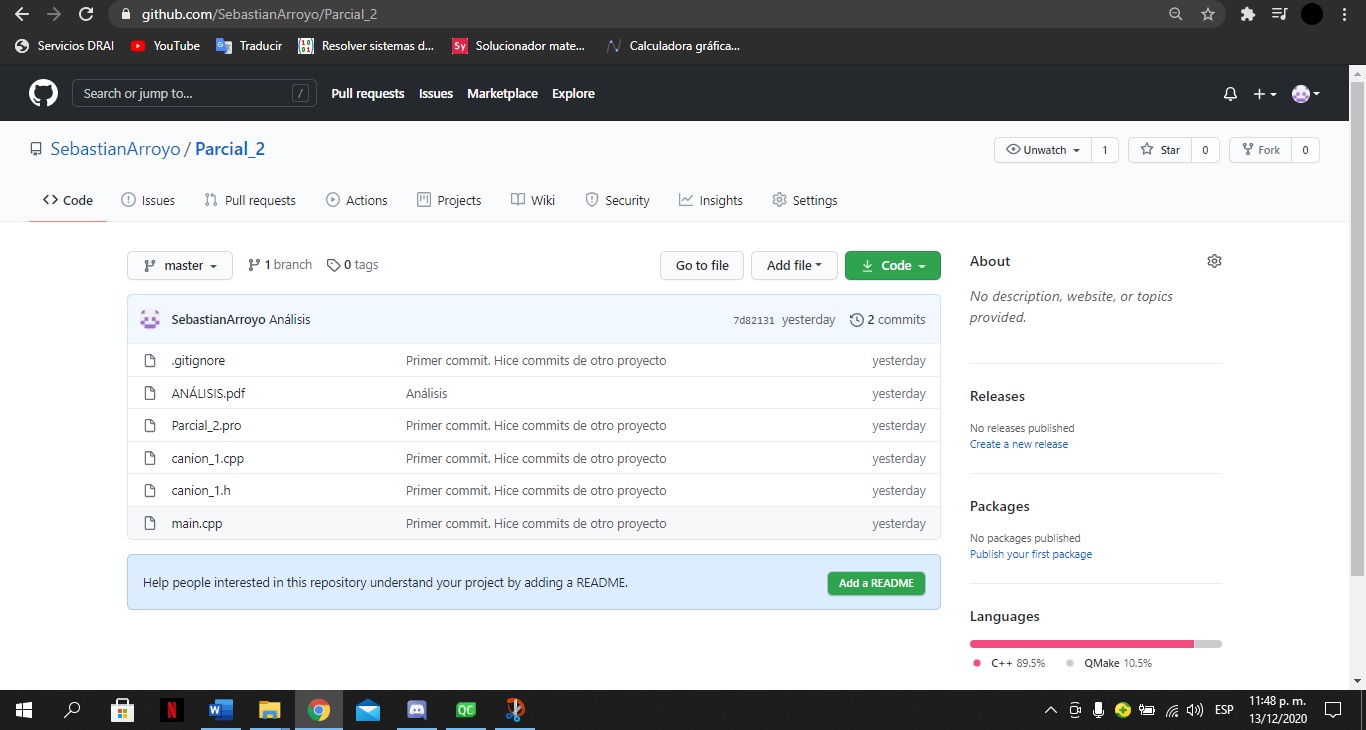 github.com/SebastianArroyo/Parcial_2
Servicios DRAI YouTube Traducir Resolver sistemas d... Sy Solucionador mate... Calculadora gráfica...
Search or jump to... / Pull requests Issues Marketplace Explore
SebastianArroyo / Parcial_2 Unwatch 1 Star 0 Fork 0
Code Issues Pull requests Actions Projects Wiki Security Insights Settings
master 1 branch 0 tags Go to file Add file Code
SebastianArroyo Análisis 7d82131 yesterday 2 commits
.gitignore Primer commit. Hice commits de otro proyecto yesterday
ANÁLISIS.pdf Análisis yesterday
Parcial_2.pro Primer commit. Hice commits de otro proyecto yesterday
canion_1.cpp Primer commit. Hice commits de otro proyecto yesterday
canion_1.h Primer commit. Hice commits de otro proyecto yesterday
main.cpp Primer commit. Hice commits de otro proyecto yesterday
Help people interested in this repository understand your project by adding a README. Add a README
About
No description, website, or topics
provided.
Releases
No releases published
Create a new release
Packages
No packages published
Publish your first package
Languages
C++ 89.5% QMake 10.5%
N W QC ESP 11:48 p. m.
13/12/2020